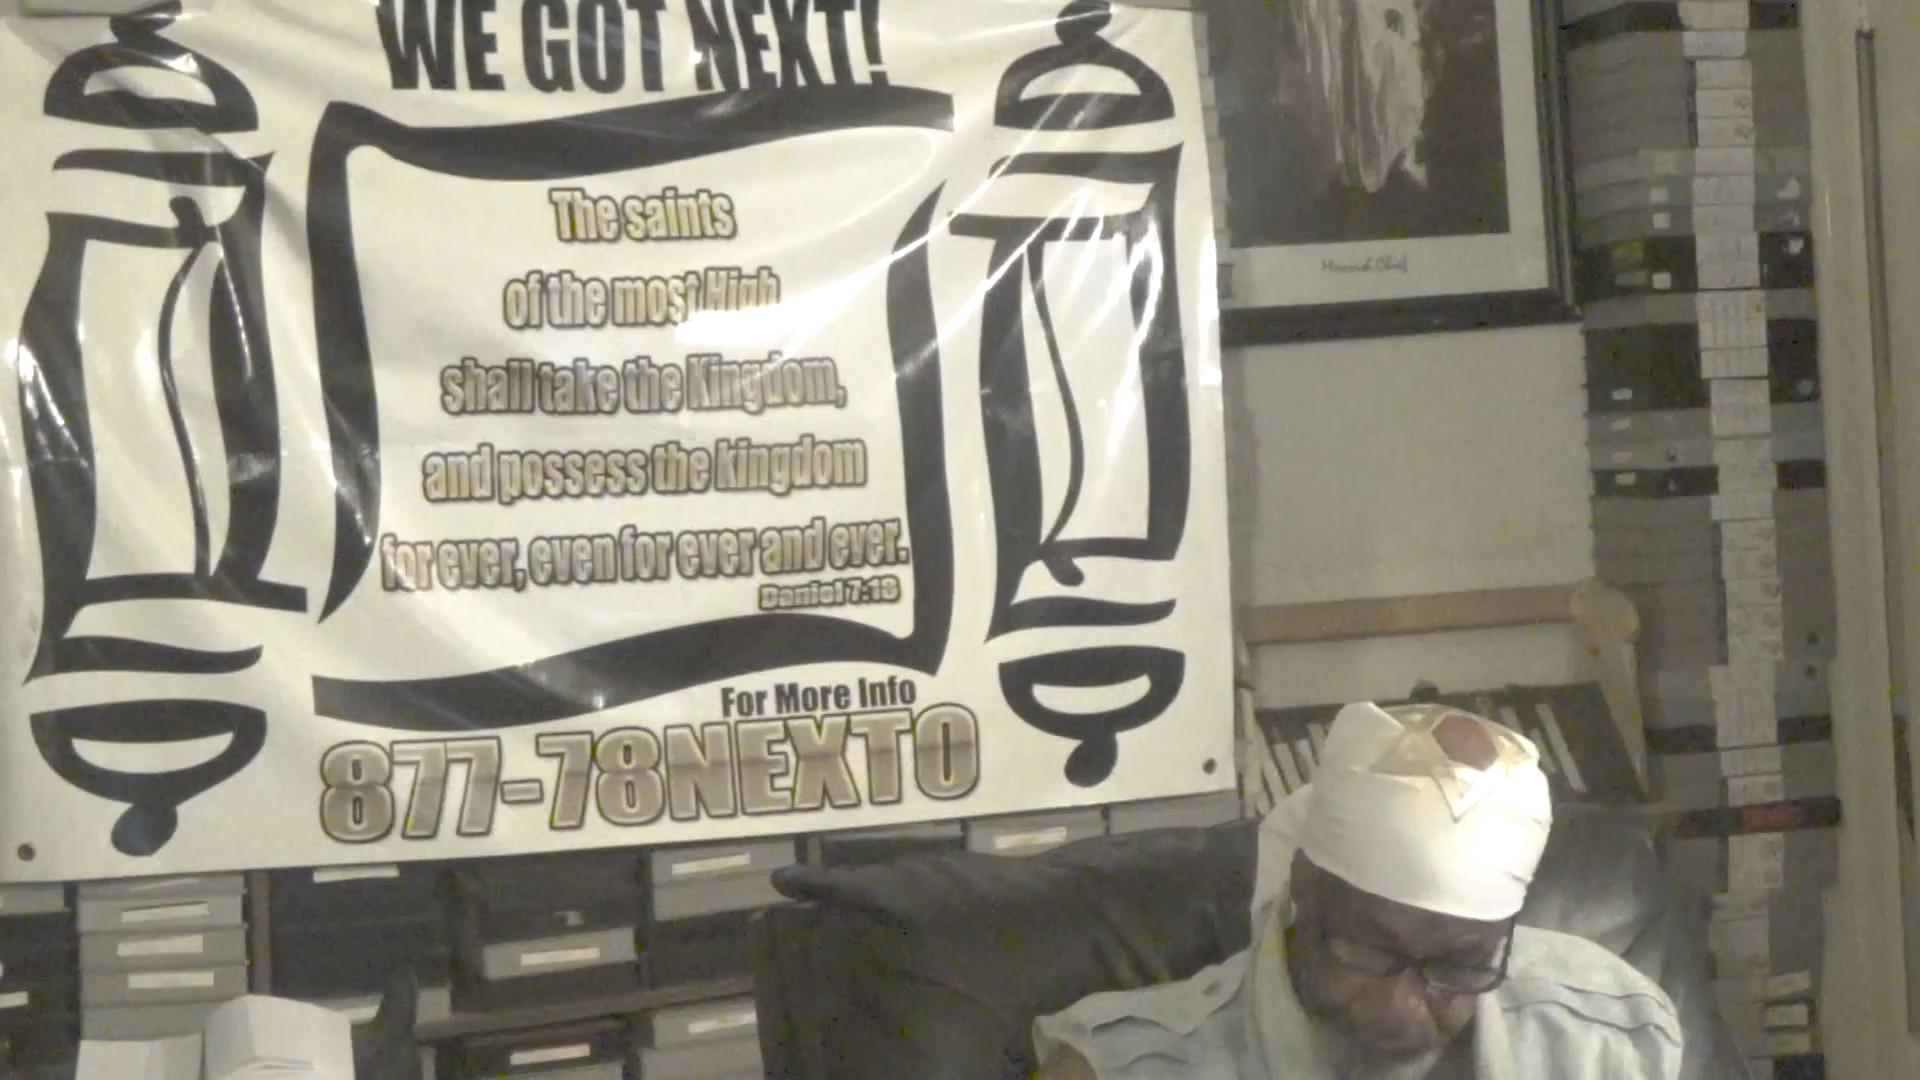 WE GOT NEXT!
The saints
of the most High
shall take the Kingdom,
and possess the kingdom
for ever, even for ever and ever.
Daniel 7:18
For More Info
877-78NEXTO